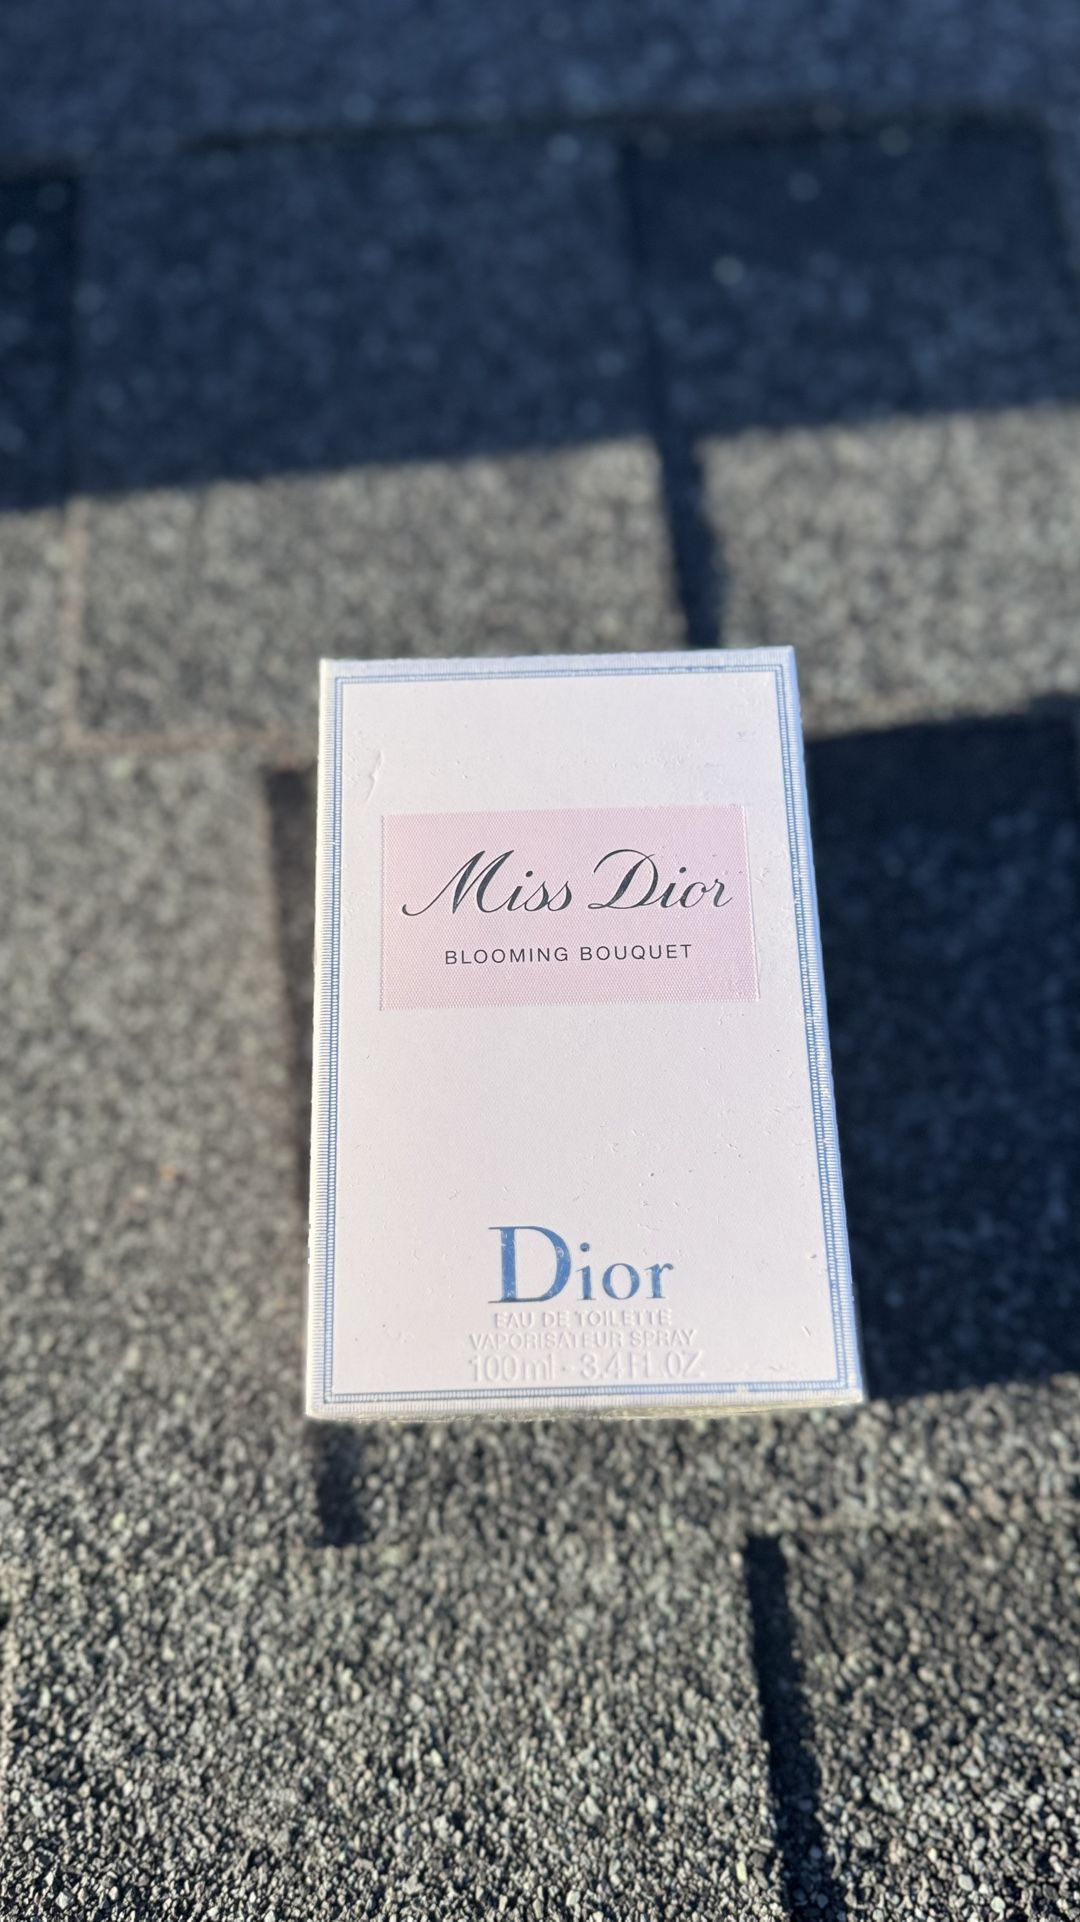 Miss Dior
BLOOMING BOUQUET
Dior
EAU DE TOILETTE
VAPORISATEUR SPRAY
100ml · 3.4 Fl.OZ